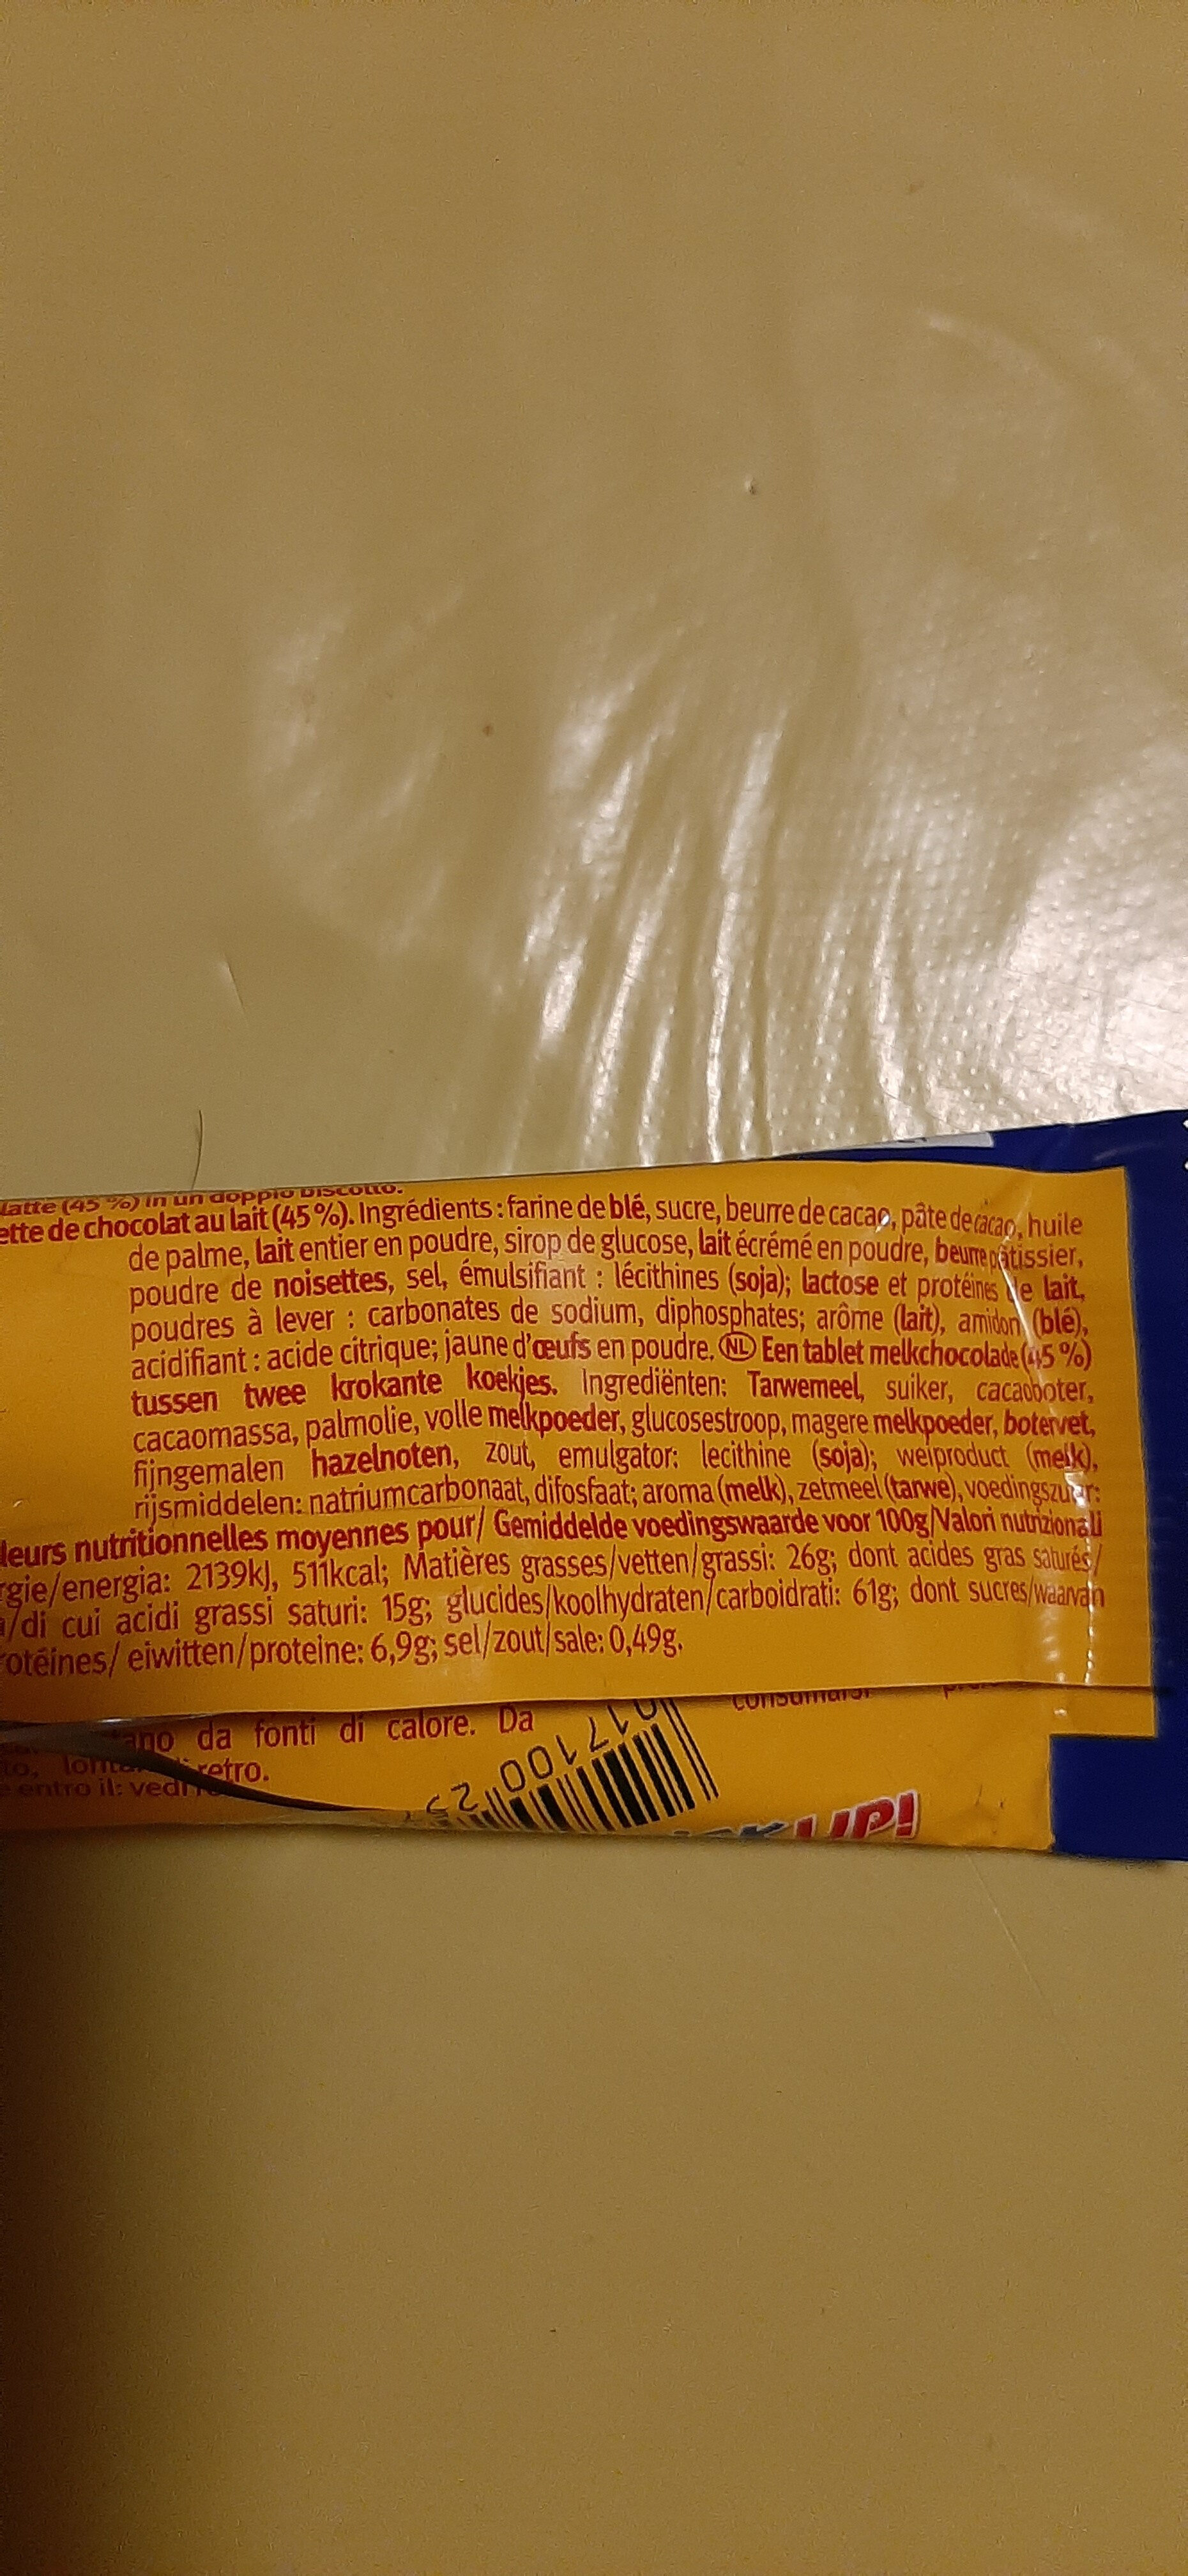 latte (45 %) in un doppio biscotto.
ette de chocolat au lait (45 %). Ingrédients : farine de blé, sucre, beurre de cacao, pâte de cacao, huile
de palme, lait entier en poudre, sirop de glucose, lait écrémé en poudre, beurre pâtissier,
poudre de noisettes, sel, émulsifiant : lécithines (soja); lactose et protéines de lait,
poudres à lever : carbonates de sodium, diphosphates; arôme (lait), amidon (blé),
acidifiant : acide citrique; jaune d'œufs en poudre. NL Een tablet melkchocolade (45 %)
tussen twee krokante koekjes. Ingrediënten: Tarwemeel, suiker, cacaoboter,
cacaomassa, palmolie, volle melkpoeder, glucosestroop, magere melkpoeder, botervet,
fijngemalen hazelnoten, zout, emulgator: lecithine (soja); weiproduct (melk),
rijsmiddelen: natriumcarbonaat, difosfaat; aroma (melk), zetmeel (tarwe), voedingszuur:
leurs nutritionnelles moyennes pour/ Gemiddelde voedingswaarde voor 100g/Valori nutrizionali
rgie/energia: 2139kJ, 511kcal; Matières grasses/vetten/grassi: 26g; dont acides gras saturés/
/di cui acidi grassi saturi: 15g; glucides/koolhydraten/carboidrati: 61g; dont sucres/waarvan
otéines/ eiwitten/proteine: 6,9g; sel/zout/sale: 0,49g.
ano da fonti di calore. Da consumarsi
retro.
entro il: vedi
17100
UP!